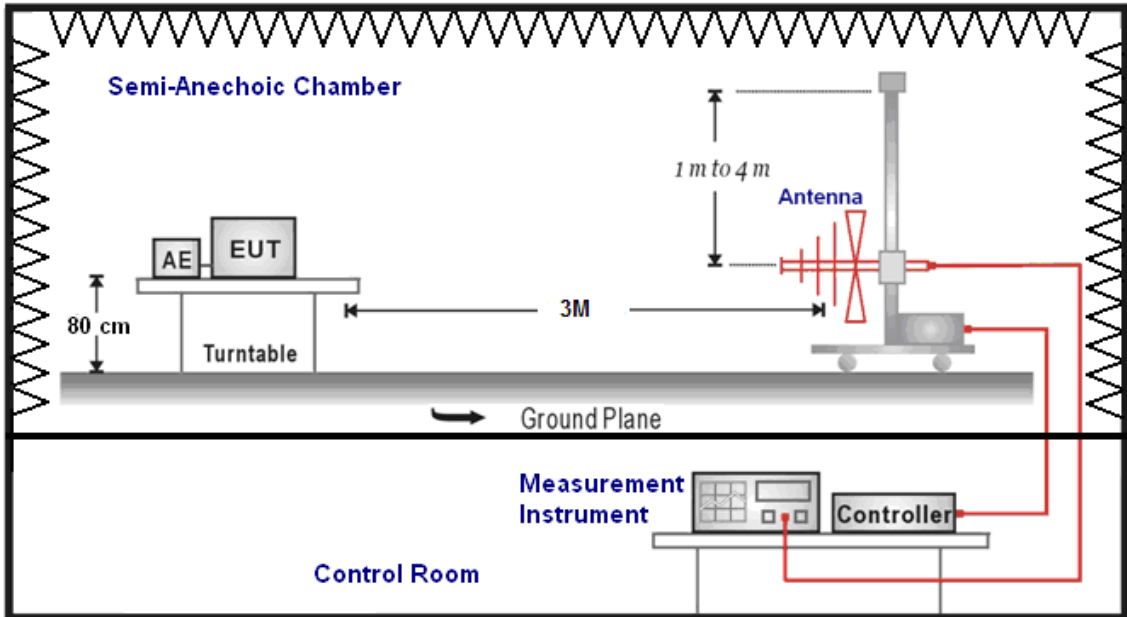 Semi-Anechoic Chamber
1 m to 4 m
Antenna
AE
EUT
3M
80 cm
Turntable
Ground Plane
Measurement
Instrument
Controller
Control Room